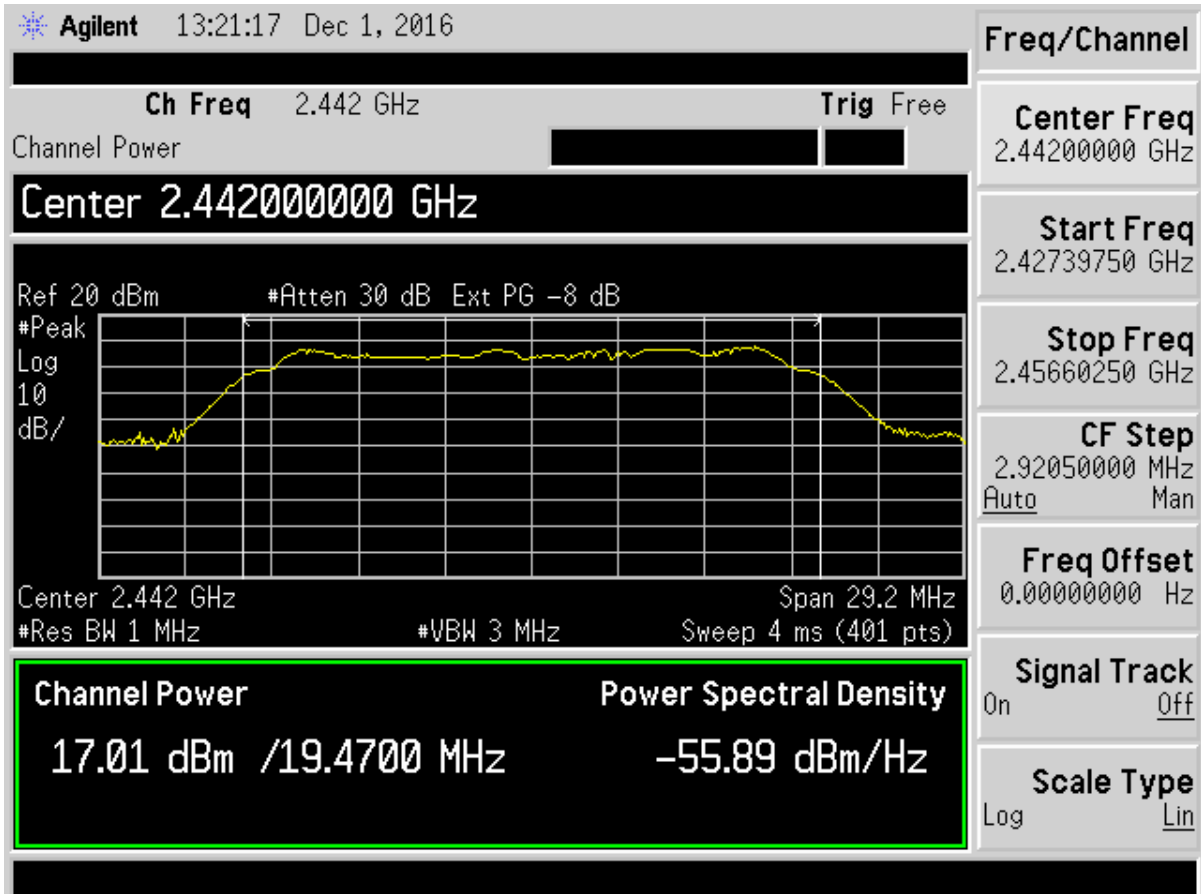 Agilent 13:21:17 Dec 1, 2016
Freq/Channel
Ch Freq 2.442 GHz Trig Free
Channel Power
Center 2.442000000 GHz
Ref 20 dBm #Atten 30 dB Ext PG -8 dB
#Peak
Log
10
dB/
Center 2.442 GHz Span 29.2 MHz
#Res BW 1 MHz #VBW 3 MHz Sweep 4 ms (401 pts)
Channel Power Power Spectral Density
17.01 dBm /19.4700 MHz -55.89 dBm/Hz
Center Freq
2.44200000 GHz
Start Freq
2.42739750 GHz
Stop Freq
2.45660250 GHz
CF Step
2.92050000 MHz
Auto Man
Freq Offset
0.00000000 Hz
Signal Track
On Off
Scale Type
Log Lin